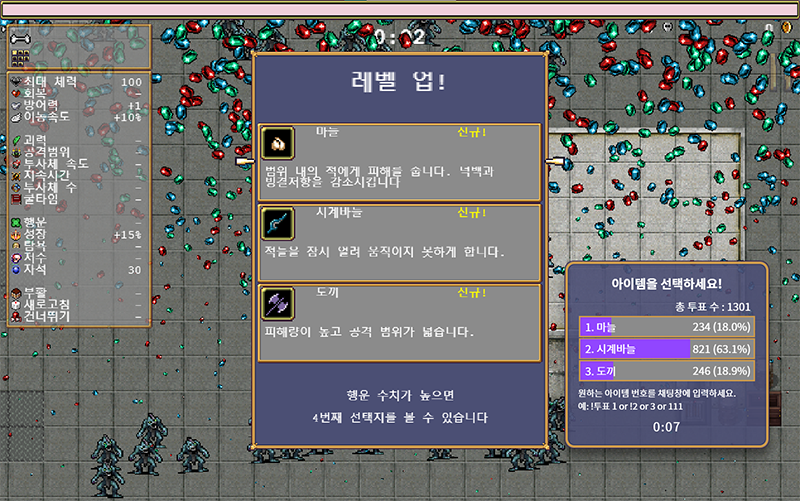 0:02
최대 체력 100
회복 -
방어력 +1
이동속도 +10%
괴력 -
공격범위 -
투사체 속도 -
지속시간 -
투사체 수 -
쿨타임 -
행운 -
성장 +15%
탐욕 -
저주 -
자석 30
부활 -
새로고침 -
건너뛰기 -
레벨 업!
마늘 신규!
범위 내의 적에게 피해를 줍니다. 넉백과
빙결저항을 감소시킵니다
시계바늘 신규!
적들을 잠시 얼려 움직이지 못하게 합니다.
도끼 신규!
피해량이 높고 공격 범위가 넓습니다.
행운 수치가 높으면
4번째 선택지를 볼 수 있습니다
아이템을 선택하세요!
총 투표 수 : 1301
1. 마늘 234 (18.0%)
2. 시계바늘 821 (63.1%)
3. 도끼 246 (18.9%)
원하는 아이템 번호를 채팅창에 입력하세요.
예: !투표 1 or !2 or 3 or 111
0:07